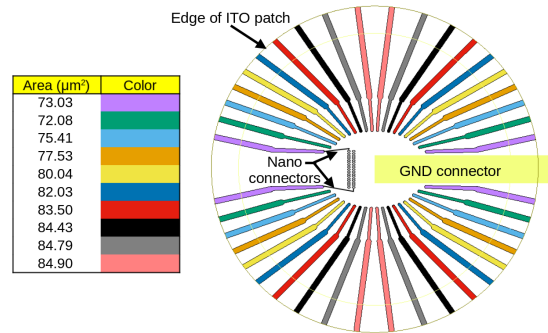 Edge of ITO patch
Area (μm²) Color
73.03
72.08
75.41
77.53
80.04
82.03
83.50
84.43
84.79
84.90
Nano
connectors
GND connector